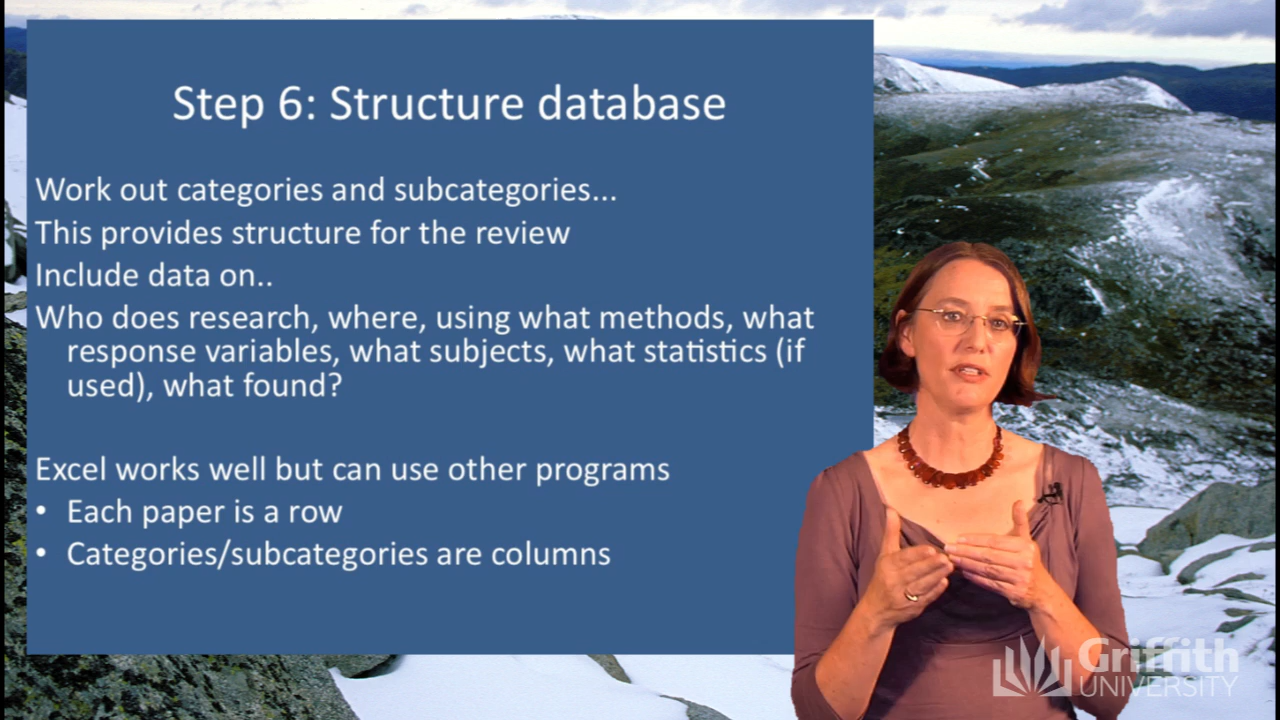 Step 6: Structure database
Work out categories and subcategories...
This provides structure for the review
Include data on..
Who does research, where, using what methods, what
response variables, what subjects, what statistics (if
used), what found?
Excel works well but can use other programs
• Each paper is a row
• Categories/subcategories are columns
Griffith
UNIVERSITY